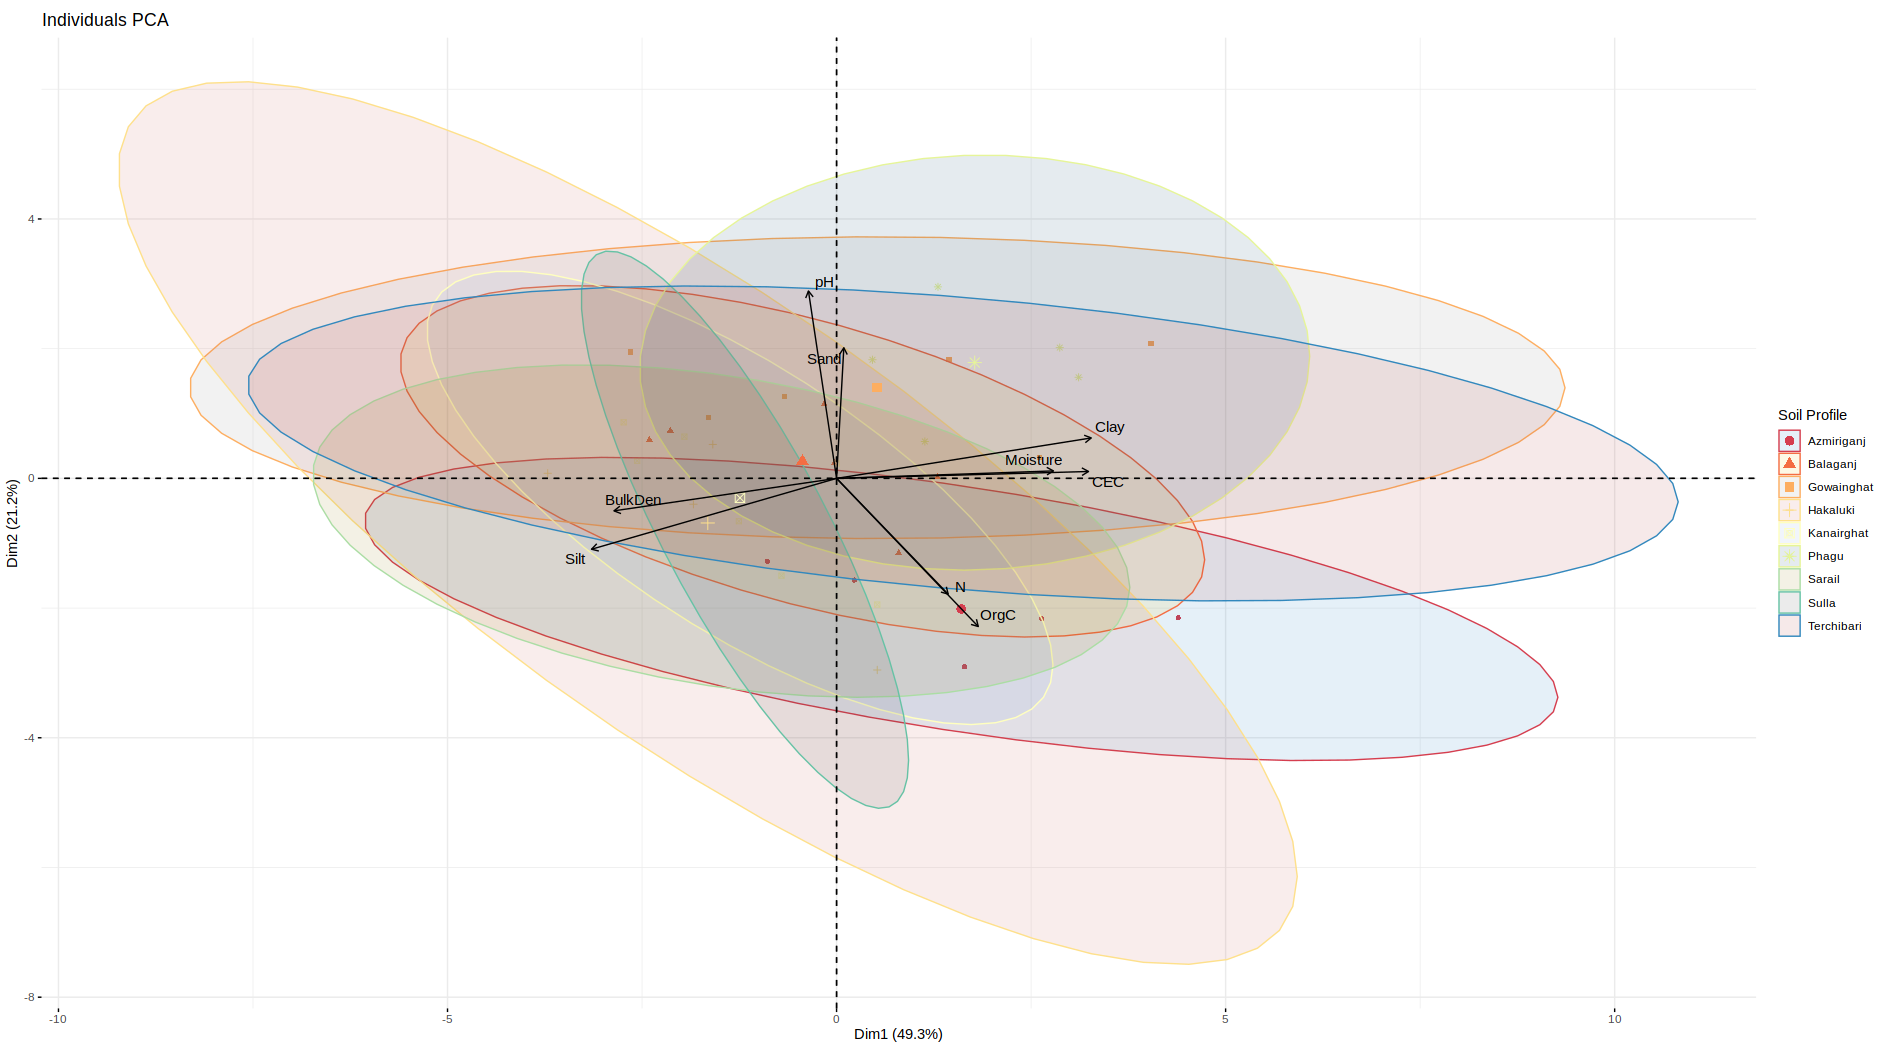 Individuals PCA
pH
Sand
Clay
Moisture
CEC
BulkDen
Silt
N
OrgC
4
0
-4
-8
-10
-5
0
5
10
Dim1 (49.3%)
Dim2 (21.2%)
Soil Profile
Azmiriganj
Balaganj
Gowainghat
Hakaluki
Kanairghat
Phagu
Sarail
Sulla
Terchibari